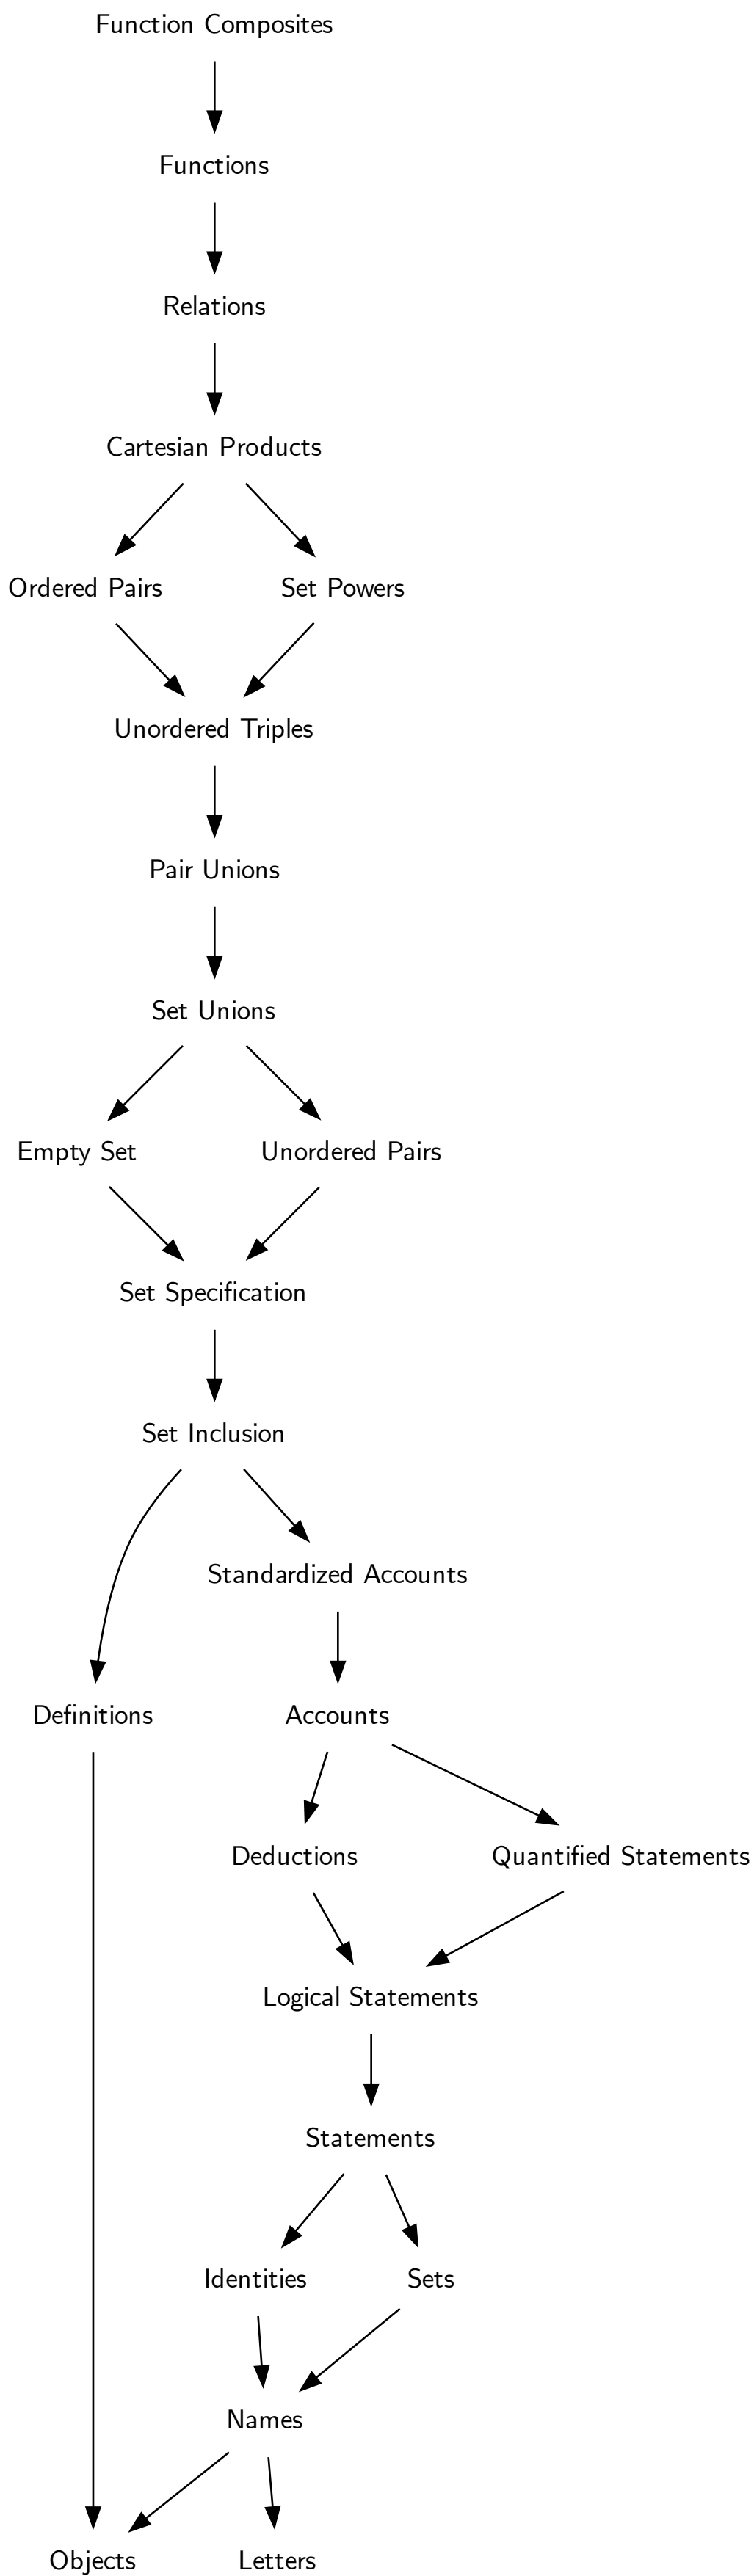 Function Composites
Functions
Relations
Cartesian Products
Ordered Pairs
Set Powers
Unordered Triples
Pair Unions
Set Unions
Empty Set
Unordered Pairs
Set Specification
Set Inclusion
Standardized Accounts
Definitions
Accounts
Deductions
Quantified Statements
Logical Statements
Statements
Identities
Sets
Names
Objects
Letters